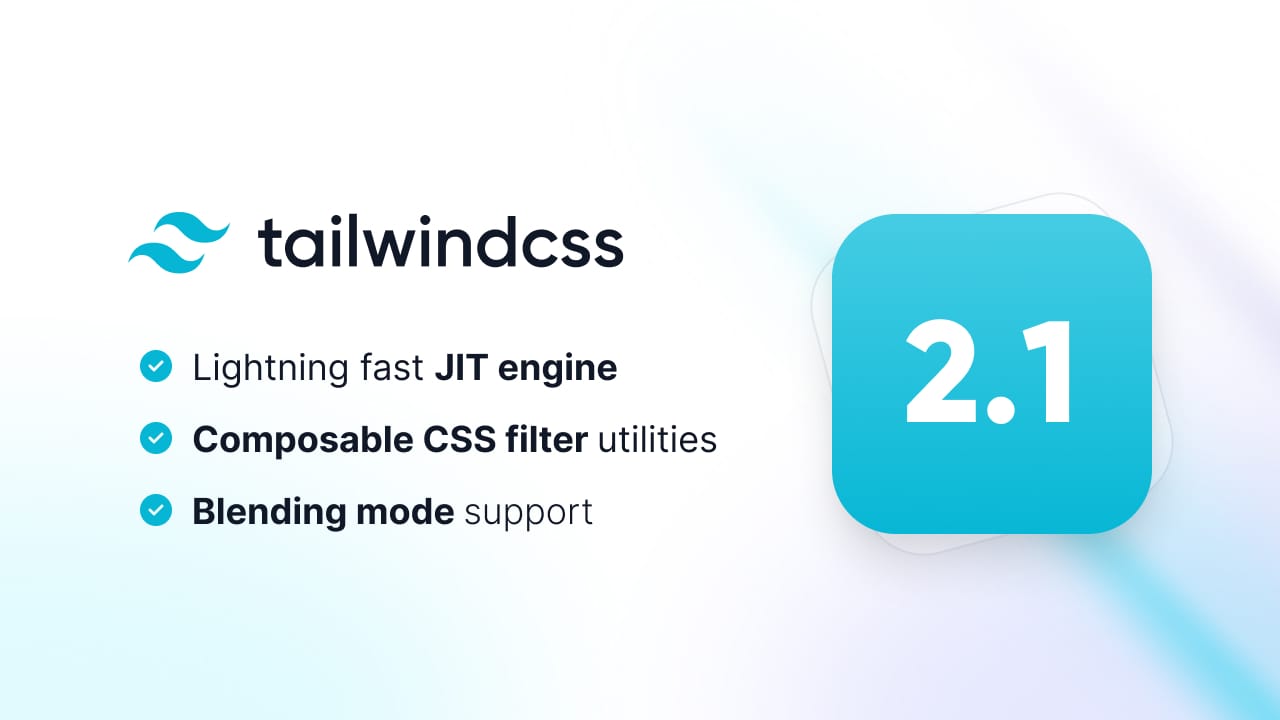 tailwindcss
Lightning fast JIT engine
Composable CSS filter utilities
Blending mode support
2.1